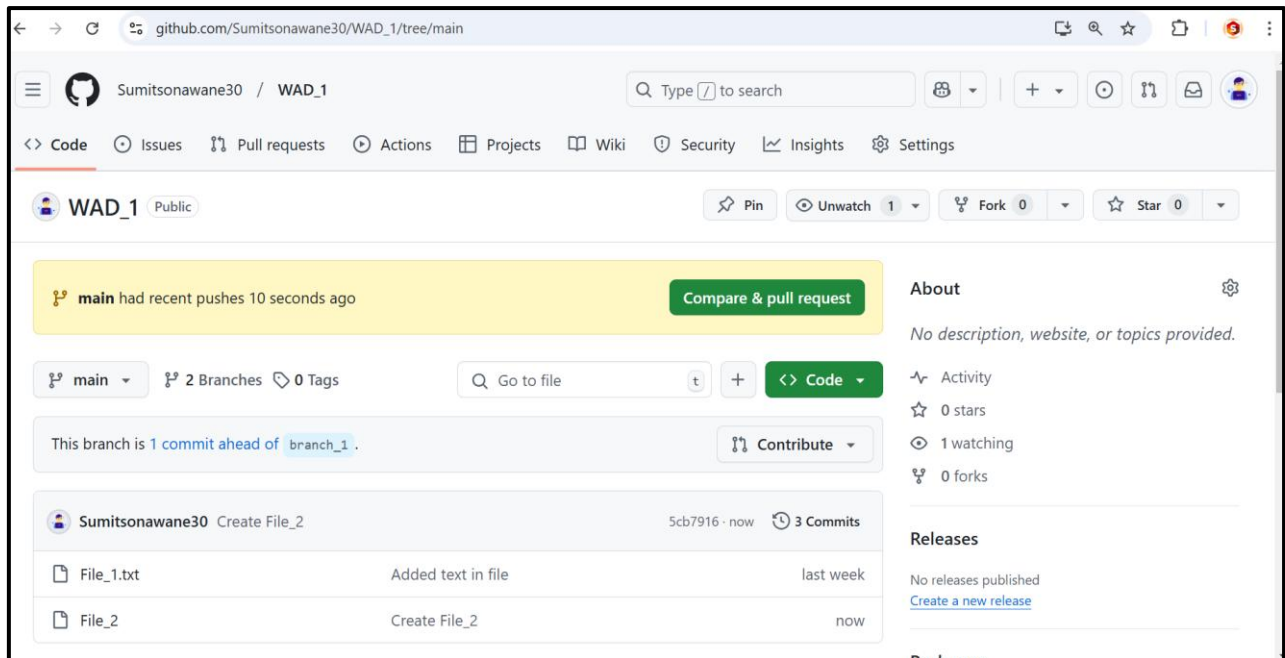 github.com/Sumitsonawane30/WAD_1/tree/main
Sumitsonawane30 / WAD_1
Type / to search
Code Issues Pull requests Actions Projects Wiki Security Insights Settings
WAD_1 Public
Pin Unwatch 1 Fork 0 Star 0
main had recent pushes 10 seconds ago
Compare & pull request
main 2 Branches 0 Tags
Go to file t
Code
This branch is 1 commit ahead of branch_1 .
Contribute
Sumitsonawane30 Create File_2 5cb7916 · now 3 Commits
File_1.txt Added text in file last week
File_2 Create File_2 now
About
No description, website, or topics provided.
Activity
0 stars
1 watching
0 forks
Releases
No releases published
Create a new release